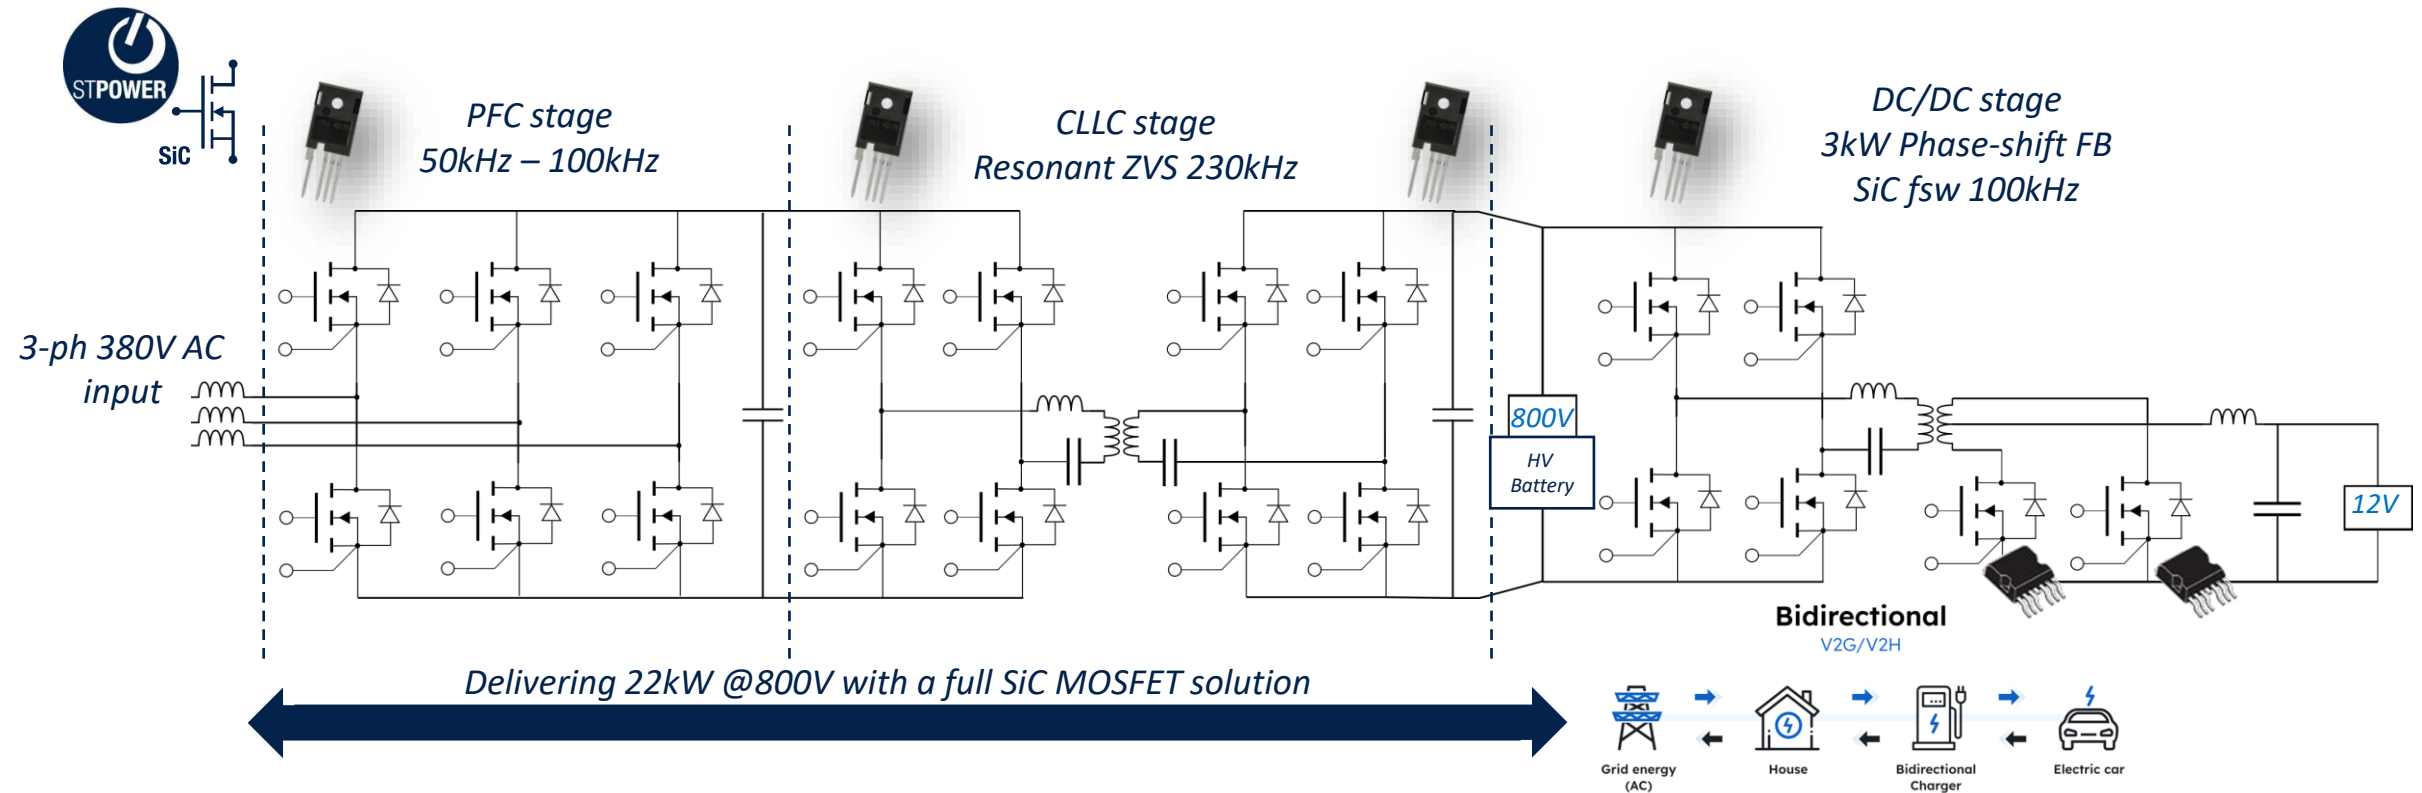 STPOWER
SiC
PFC stage
50kHz – 100kHz
CLLC stage
Resonant ZVS 230kHz
DC/DC stage
3kW Phase-shift FB
SiC fsw 100kHz
3-ph 380V AC
input
800V
HV
Battery
12V
Delivering 22kW @800V with a full SiC MOSFET solution
Bidirectional
V2G/V2H
Grid energy
(AC)
House
Bidirectional
Charger
Electric car